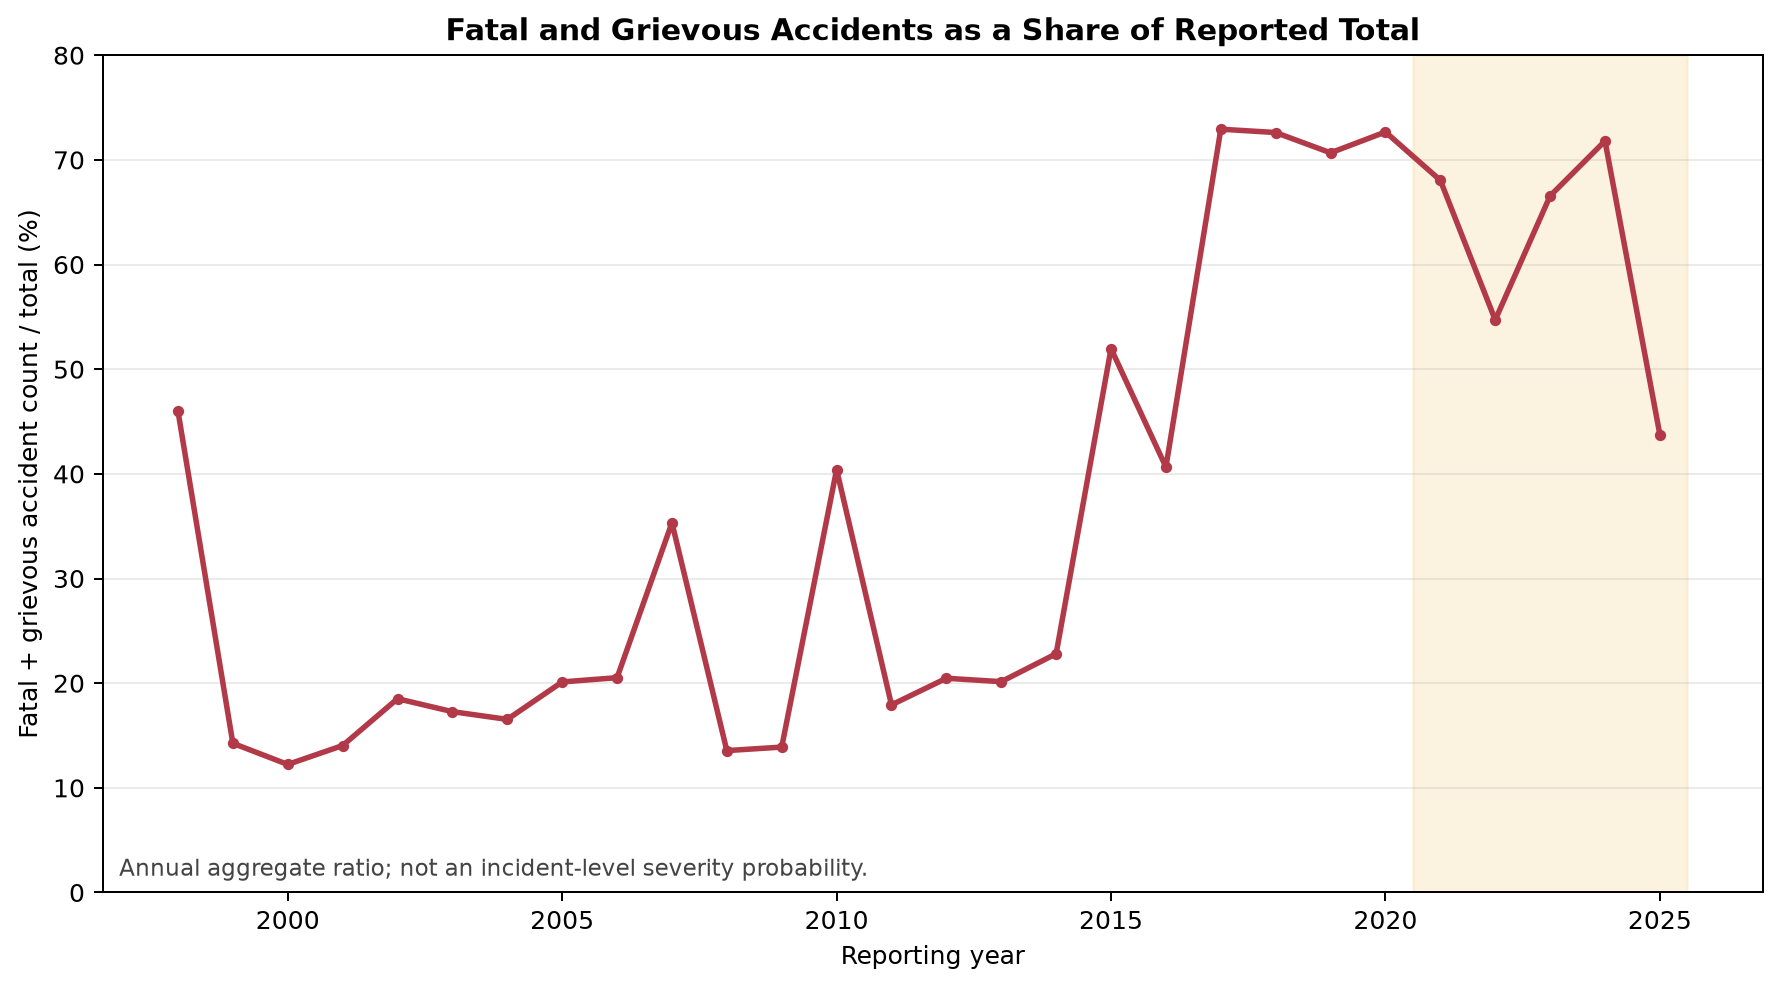 Fatal and Grievous Accidents as a Share of Reported Total
Fatal + grievous accident count / total (%)
80
70
60
50
40
30
20
10
0
Annual aggregate ratio; not an incident-level severity probability.
2000 2005 2010 2015 2020 2025
Reporting year